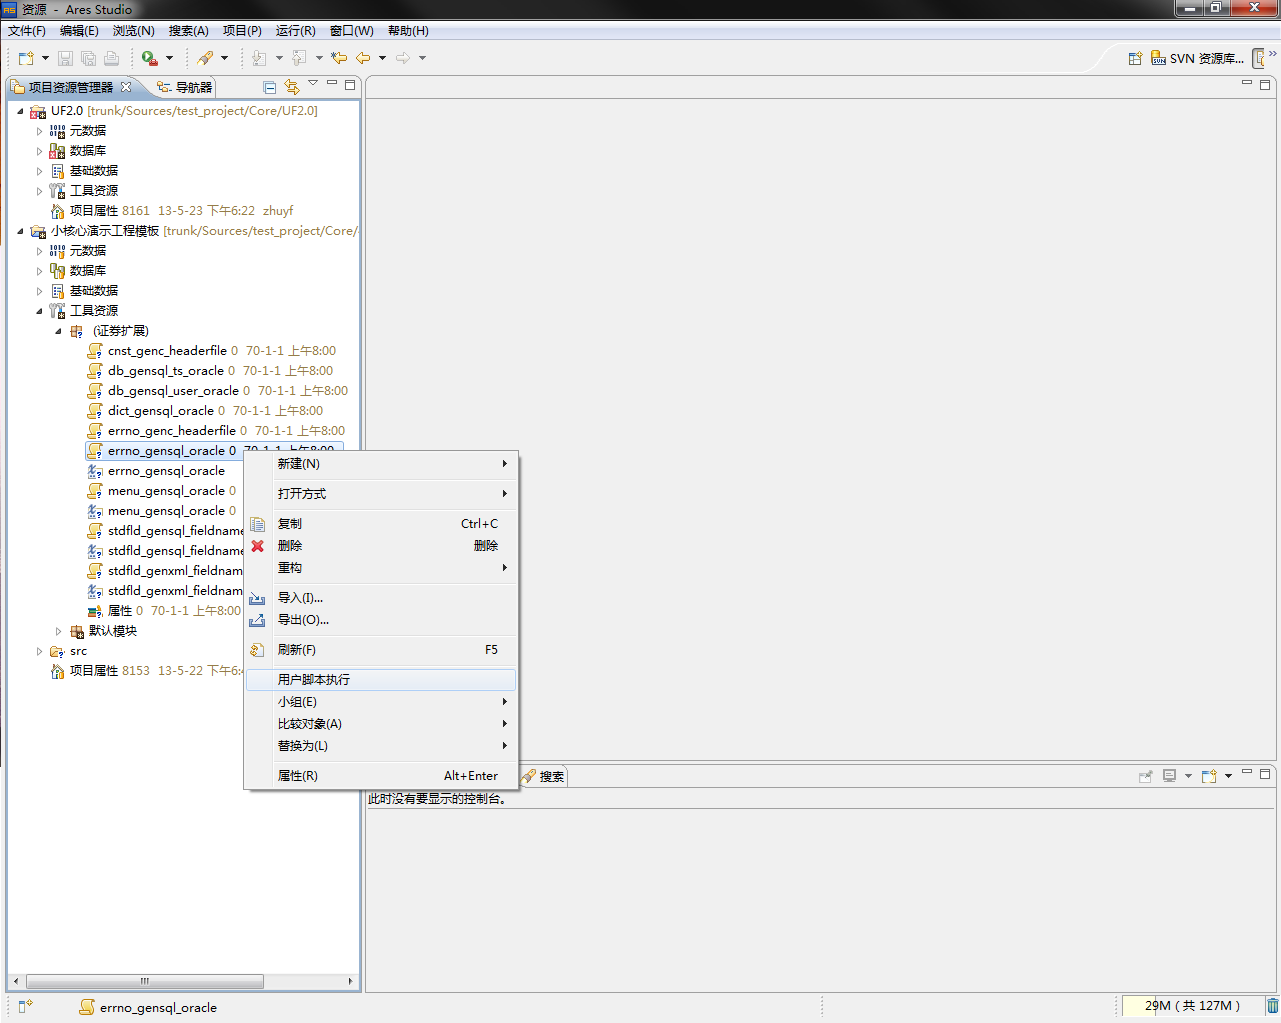 资源 - Ares Studio
文件(F) 编辑(E) 浏览(N) 搜索(A) 项目(P) 运行(R) 窗口(W) 帮助(H)
SVN 资源库...
项目资源管理器 导航器
UF2.0 [trunk/Sources/test_project/Core/UF2.0]
元数据
数据库
基础数据
工具资源
项目属性 8161 13-5-23 下午6:22 zhuyf
小核心演示工程模板 [trunk/Sources/test_project/Core/
元数据
数据库
基础数据
工具资源
(证券扩展)
cnst_genc_headerfile 0 70-1-1 上午8:00
db_gensql_ts_oracle 0 70-1-1 上午8:00
db_gensql_user_oracle 0 70-1-1 上午8:00
dict_gensql_oracle 0 70-1-1 上午8:00
errno_genc_headerfile 0 70-1-1 上午8:00
errno_gensql_oracle 0 70-1-1 上午8:00
errno_gensql_oracle
menu_gensql_oracle 0
menu_gensql_oracle 0
stdfld_gensql_fieldname
stdfld_gensql_fieldname
stdfld_genxml_fieldnam
stdfld_genxml_fieldnam
属性 0 70-1-1 上午8:00
默认模块
src
项目属性 8153 13-5-22 下午6:
新建(N)
打开方式
复制 Ctrl+C
删除 删除
重构
导入(I)...
导出(O)...
刷新(F) F5
用户脚本执行
小组(E)
比较对象(A)
替换为(L)
属性(R) Alt+Enter
搜索
此时没有要显示的控制台。
errno_gensql_oracle
29M ( 共 127M )